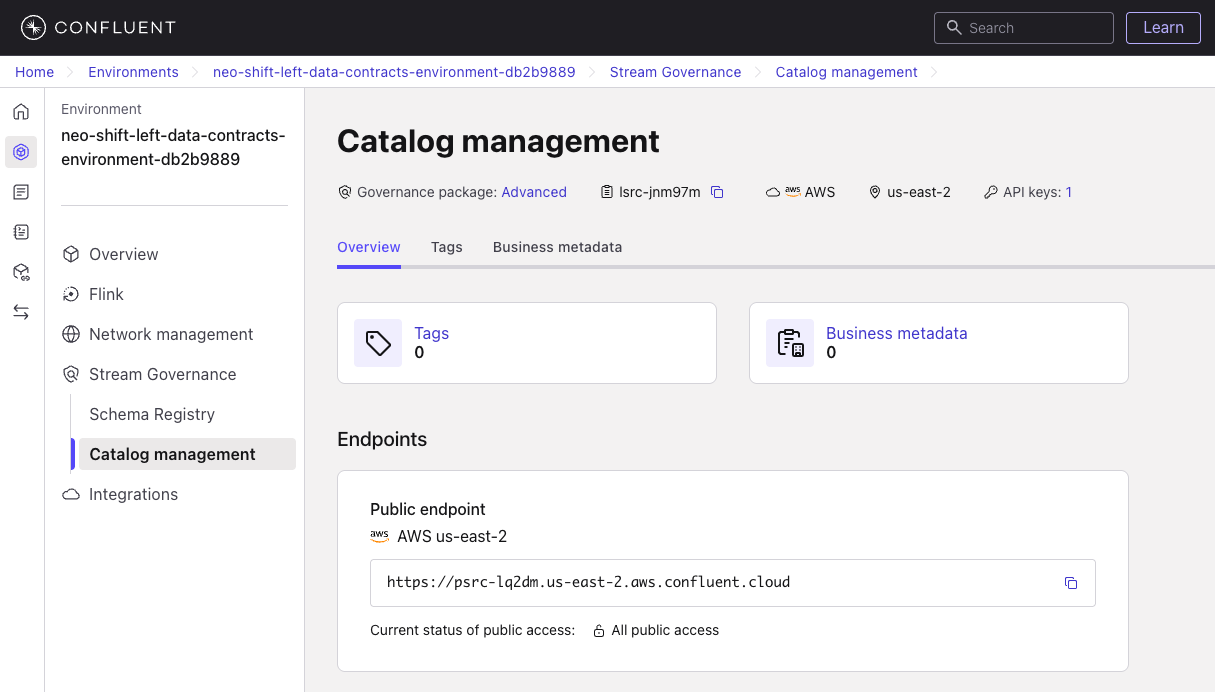 CONFLUENT
Search
Learn
Home
Environments
neo-shift-left-data-contracts-environment-db2b9889
Stream Governance
Catalog management
Environment
neo-shift-left-data-contracts-
environment-db2b9889
Overview
Flink
Network management
Stream Governance
Schema Registry
Catalog management
Integrations
Catalog management
Governance package: Advanced
lsrc-jnm97m
aws AWS
us-east-2
API keys: 1
Overview
Tags
Business metadata
Tags
0
Business metadata
0
Endpoints
Public endpoint
aws AWS us-east-2
https://psrc-lq2dm.us-east-2.aws.confluent.cloud
Current status of public access: All public access